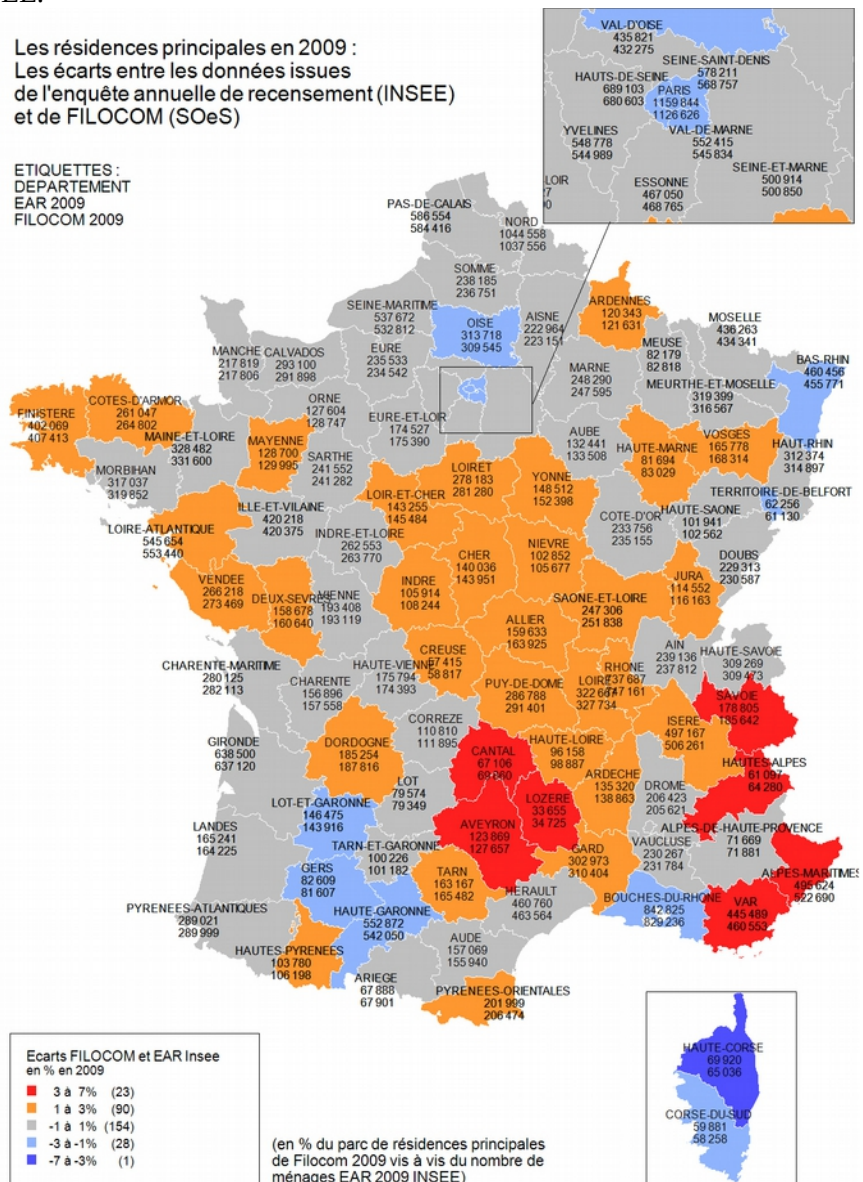 Les résidences principales en 2009 :
Les écarts entre les données issues
de l'enquête annuelle de recensement (INSEE)
et de FILOCOM (SOeS)
ETIQUETTES :
DEPARTEMENT
EAR 2009
FILOCOM 2009
VAL-D'OISE
435 821
432 275
SEINE-SAINT-DENIS
578 211
568 757
HAUTS-DE-SEINE
689 103
680 603
PARIS
1159 844
1126 626
YVELINES
548 778
544 989
VAL-DE-MARNE
552 415
545 834
SEINE-ET-MARNE
500 914
500 850
ESSONNE
467 050
468 765
LOIR
PAS-DE-CALAIS
586 554
584 416
NORD
1044 558
1037 556
SOMME
238 185
236 751
SEINE-MARITIME
537 672
532 812
OISE
313 718
309 545
AISNE
222 964
223 151
ARDENNES
120 343
121 631
MEUSE
82 179
82 818
MOSELLE
436 263
434 341
BAS-RHIN
460 456
455 771
MANCHE
217 819
217 806
CALVADOS
293 100
291 898
EURE
235 533
234 542
MARNE
248 290
247 595
MEURTHE-ET-MOSELLE
319 399
316 567
ORNE
127 604
128 747
EURE-ET-LOIR
174 527
175 390
AUBE
132 441
133 508
HAUTE-MARNE
81 694
83 029
VOSGES
165 778
168 314
HAUT-RHIN
312 374
314 897
FINISTERE
402 069
407 413
COTES-D'ARMOR
261 047
264 802
MAINE-ET-LOIRE
328 482
331 600
MAYENNE
128 700
129 995
SARTHE
241 552
241 282
MORBIHAN
317 037
319 852
LOIRET
278 183
281 280
YONNE
148 512
152 398
LOIR-ET-CHER
143 255
145 484
TERRITOIRE-DE-BELFORT
62 256
61 130
HAUTE-SAONE
101 941
102 562
COTE-D'OR
233 756
235 155
ILLE-ET-VILAINE
420 218
420 375
LOIRE-ATLANTIQUE
545 654
553 440
INDRE-ET-LOIRE
262 553
263 770
CHER
140 036
143 951
NIEVRE
102 852
105 677
DOUBS
229 313
230 587
VENDEE
266 218
273 469
DEUX-SEVRES
158 678
160 640
VIENNE
193 408
193 119
INDRE
105 914
108 244
SAONE-ET-LOIRE
247 306
251 838
JURA
114 552
116 163
ALLIER
159 633
163 925
CREUSE
57 415
58 817
CHARENTE-MARITIME
280 125
282 113
CHARENTE
156 896
157 558
HAUTE-VIENNE
175 794
174 393
PUY-DE-DOME
286 788
291 401
LOIRE
322 667
327 734
RHONE
737 687
747 161
AIN
239 136
237 812
HAUTE-SAVOIE
309 269
309 473
SAVOIE
178 805
185 642
ISERE
497 167
506 261
CORREZE
110 810
111 895
GIRONDE
638 500
637 120
DORDOGNE
185 254
187 816
CANTAL
67 106
69 660
HAUTE-LOIRE
96 158
98 887
HAUTES-ALPES
61 097
64 280
ARDECHE
135 320
138 863
DROME
206 423
205 621
LOT
79 574
79 349
LOT-ET-GARONNE
146 475
143 916
LOZERE
33 655
34 725
AVEYRON
123 869
127 657
LANDES
165 241
164 225
TARN-ET-GARONNE
100 226
101 182
ALPES-DE-HAUTE-PROVENCE
71 669
71 881
VAUCLUSE
230 267
231 784
GARD
302 973
310 404
ALPES-MARITIMES
495 624
522 690
GERS
82 609
81 607
TARN
163 167
165 482
HERAULT
460 760
463 564
BOUCHES-DU-RHONE
842 825
829 236
VAR
445 489
460 553
PYRENEES-ATLANTIQUES
289 021
289 999
HAUTE-GARONNE
552 872
542 050
AUDE
157 069
155 940
HAUTES-PYRENEES
103 780
106 198
ARIEGE
67 888
67 901
PYRENEES-ORIENTALES
201 999
206 474
HAUTE-CORSE
69 920
65 036
CORSE-DU-SUD
59 881
58 258
Ecarts FILOCOM et EAR Insee
en % en 2009
3 à 7% (23)
1 à 3% (90)
-1 à 1% (154)
-3 à -1% (28)
-7 à -3% (1)
(en % du parc de résidences principales
de Filocom 2009 vis à vis du nombre de
ménages EAR 2009 INSEE)